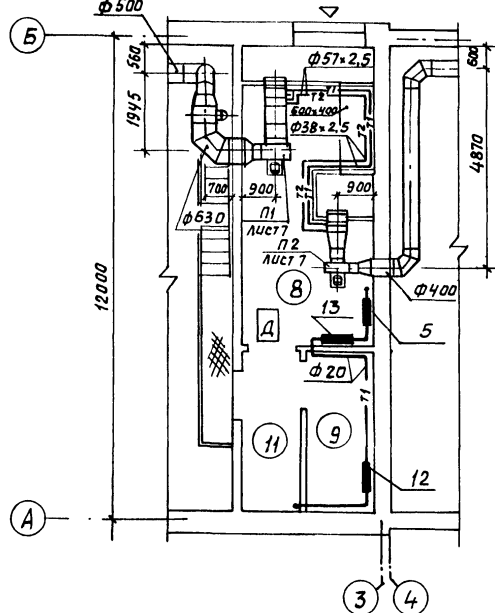 ф500
Б
560
1945
12000
ф57×2,5
Т2
Т1
600×400
ф38×2,5
Т2
Т1
600
4870
700
900
900
ф630
П1
лист 7
Т2
Т1
П2
лист 7
8
ф400
13
5
Д
ф20
Т1
11
9
12
А
3
4